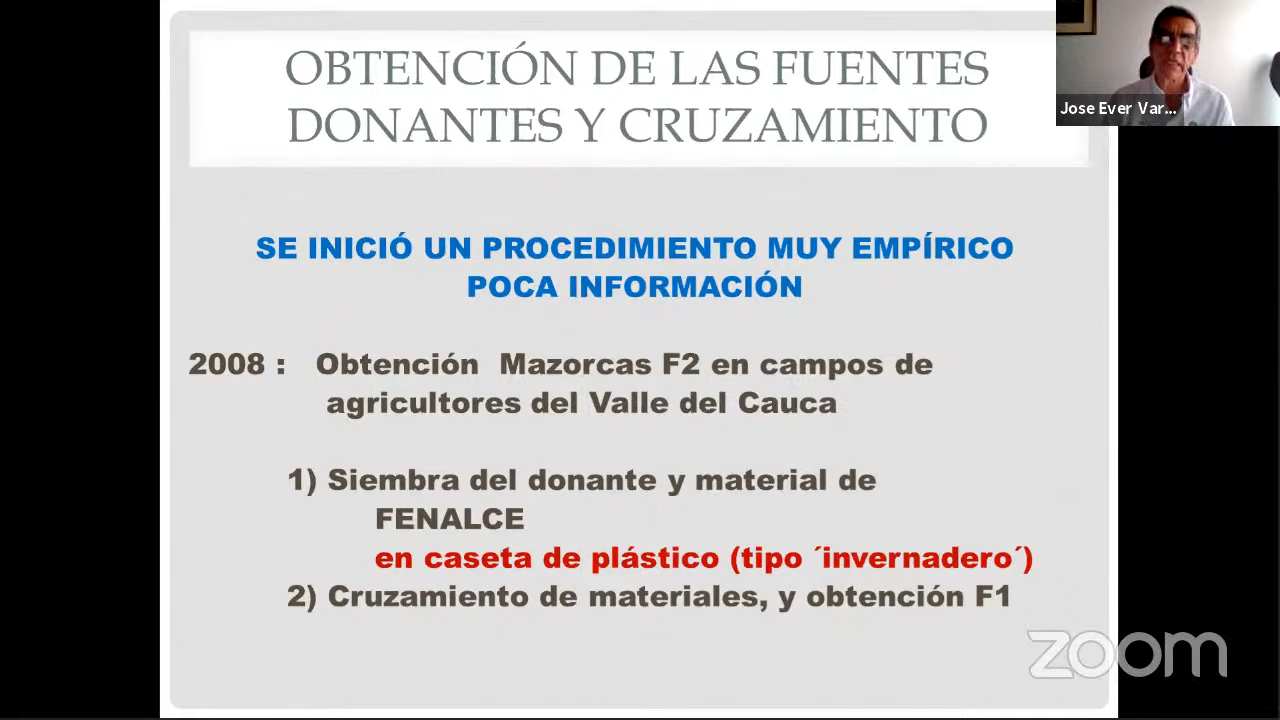 OBTENCIÓN DE LAS FUENTES
DONANTES Y CRUZAMIENTO
Jose Ever Var...
SE INICIÓ UN PROCEDIMIENTO MUY EMPÍRICO
POCA INFORMACIÓN
2008 : Obtención Mazorcas F2 en campos de
agricultores del Valle del Cauca
1) Siembra del donante y material de
FENALCE
en caseta de plástico (tipo ´invernadero´)
2) Cruzamiento de materiales, y obtención F1
zoom